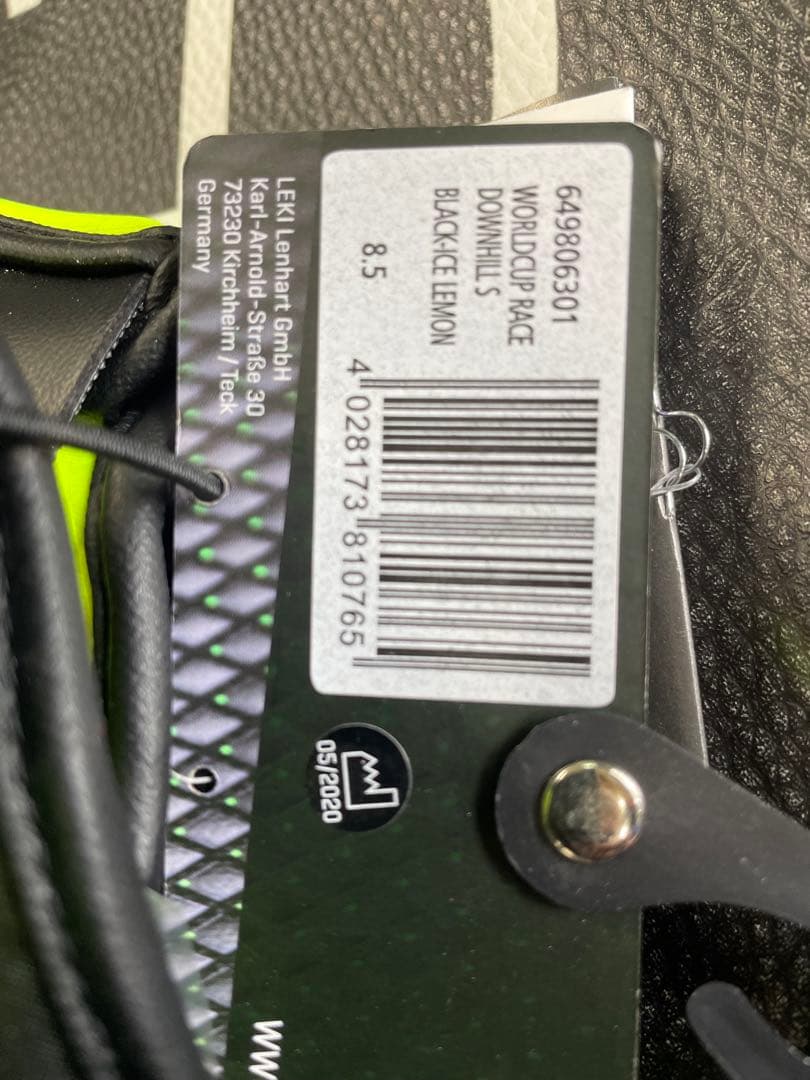 649806301
WORLDCUP RACE
DOWNHILL S
BLACK-ICE LEMON
8.5
4 028173 810765
LEKI Lenhart GmbH
Karl-Arnold-Straße 30
73230 Kirchheim / Teck
Germany
05/2020